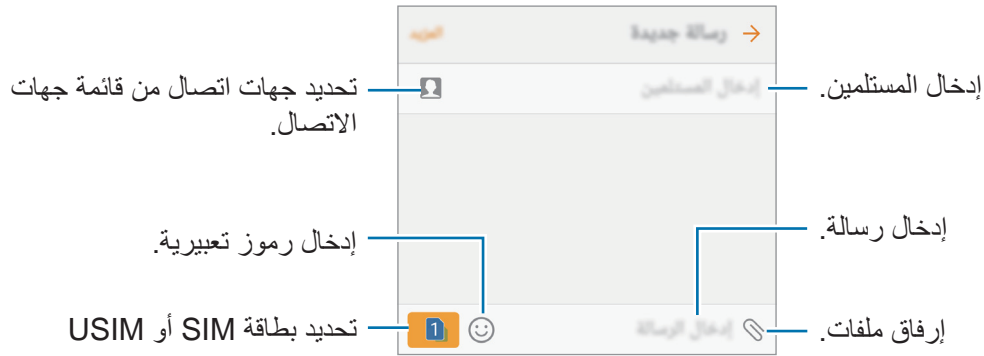 المزيد
رسالة جديدة
إدخال المستلمين
إدخال المستلمين.
تحديد جهات اتصال من قائمة جهات
الاتصال.
إدخال رسالة.
إدخال رموز تعبيرية.
إدخال الرسالة
1
إرفاق ملفات.
تحديد بطاقة SIM أو USIM